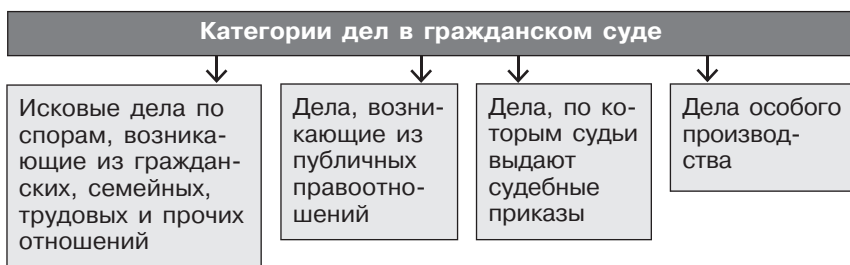 Категории дел в гражданском суде
Исковые дела по
спорам, возника-
ющие из граждан-
ских, семейных,
трудовых и прочих
отношений
Дела, возни-
кающие из
публичных
правоотно-
шений
Дела, по ко-
торым судьи
выдают
судебные
приказы
Дела особого
производ-
ства